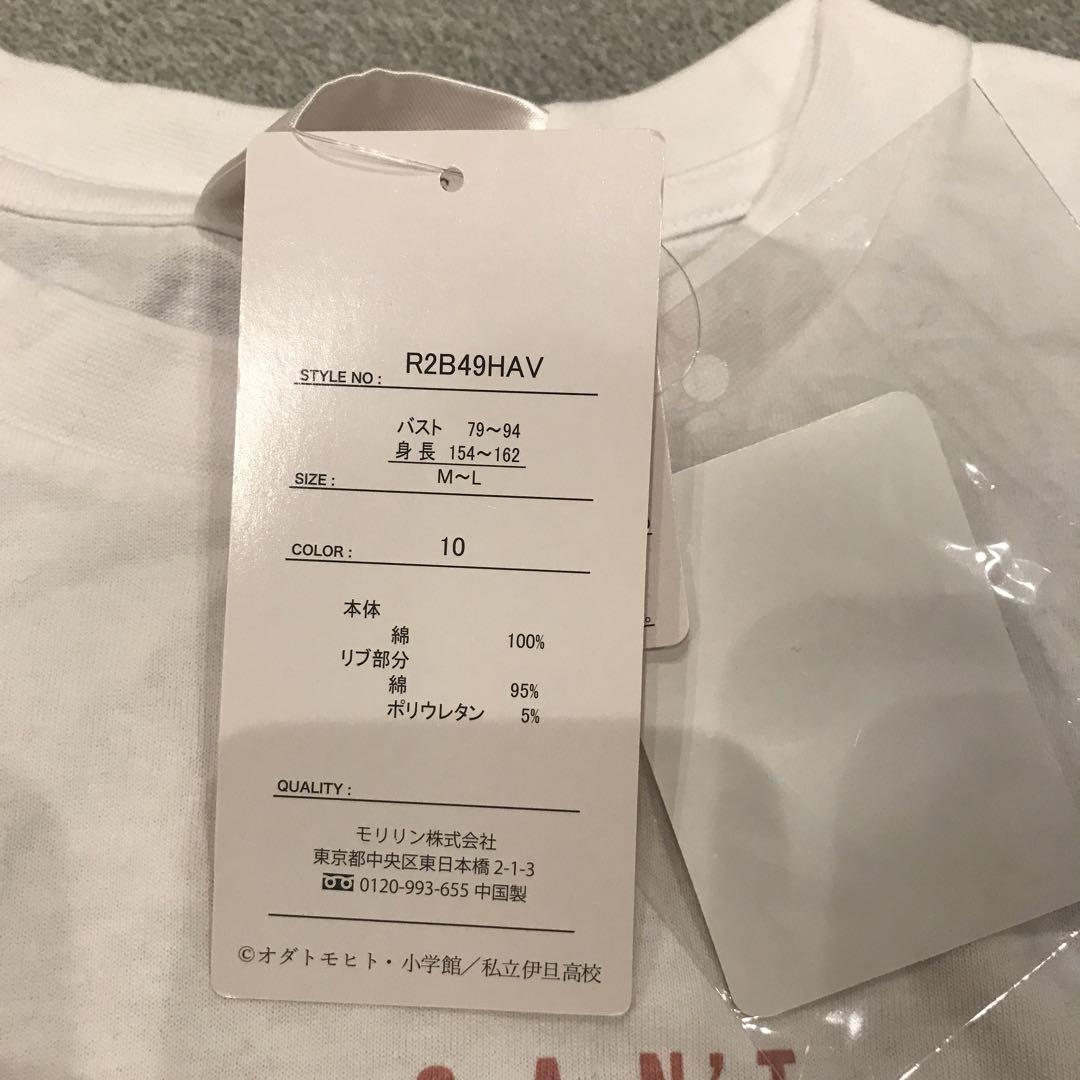 STYLE NO : R2B49HAV
バスト 79～94
身長 154～162
SIZE : M～L
COLOR : 10
本体
綿 100%
リブ部分
綿 95%
ポリウレタン 5%
QUALITY :
モリリン株式会社
東京都中央区東日本橋 2-1-3
0120-993-655 中国製
©オダトモヒト・小学館／私立伊旦高校
CAN'T